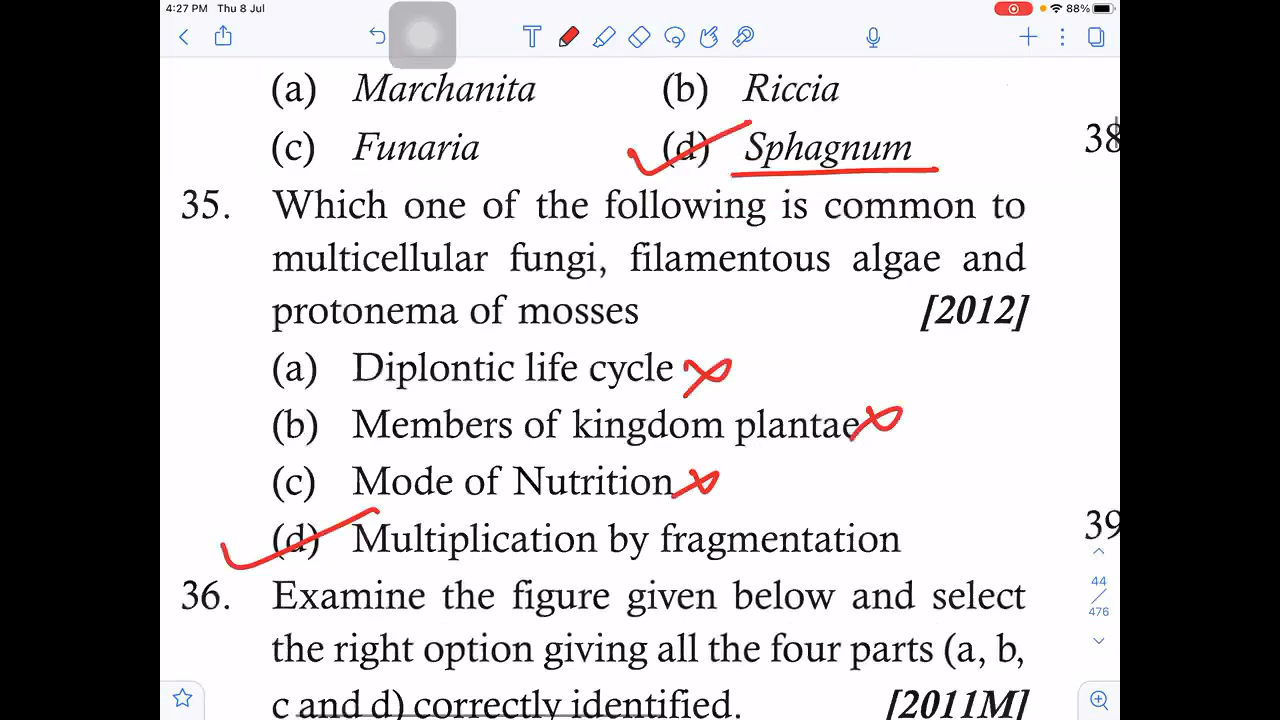 4:27 PM Thu 8 Jul
88%
T
(a) Marchanita (b) Riccia
(c) Funaria (d) Sphagnum
38
35. Which one of the following is common to
multicellular fungi, filamentous algae and
protonema of mosses [2012]
(a) Diplontic life cycle
(b) Members of kingdom plantae
(c) Mode of Nutrition
(d) Multiplication by fragmentation
39
44
/
476
36. Examine the figure given below and select
the right option giving all the four parts (a, b,
c and d) correctly identified. [2011M]